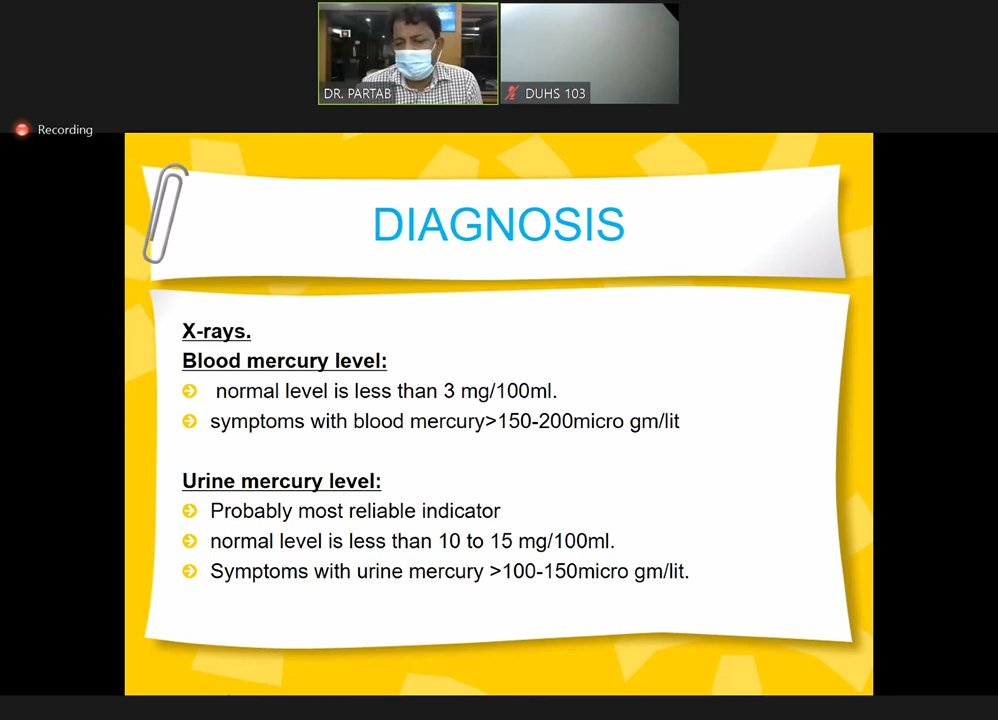 DR. PARTAB
DUHS 103
Recording
DIAGNOSIS
X-rays.
Blood mercury level:
normal level is less than 3 mg/100ml.
symptoms with blood mercury>150-200micro gm/lit
Urine mercury level:
Probably most reliable indicator
normal level is less than 10 to 15 mg/100ml.
Symptoms with urine mercury >100-150micro gm/lit.